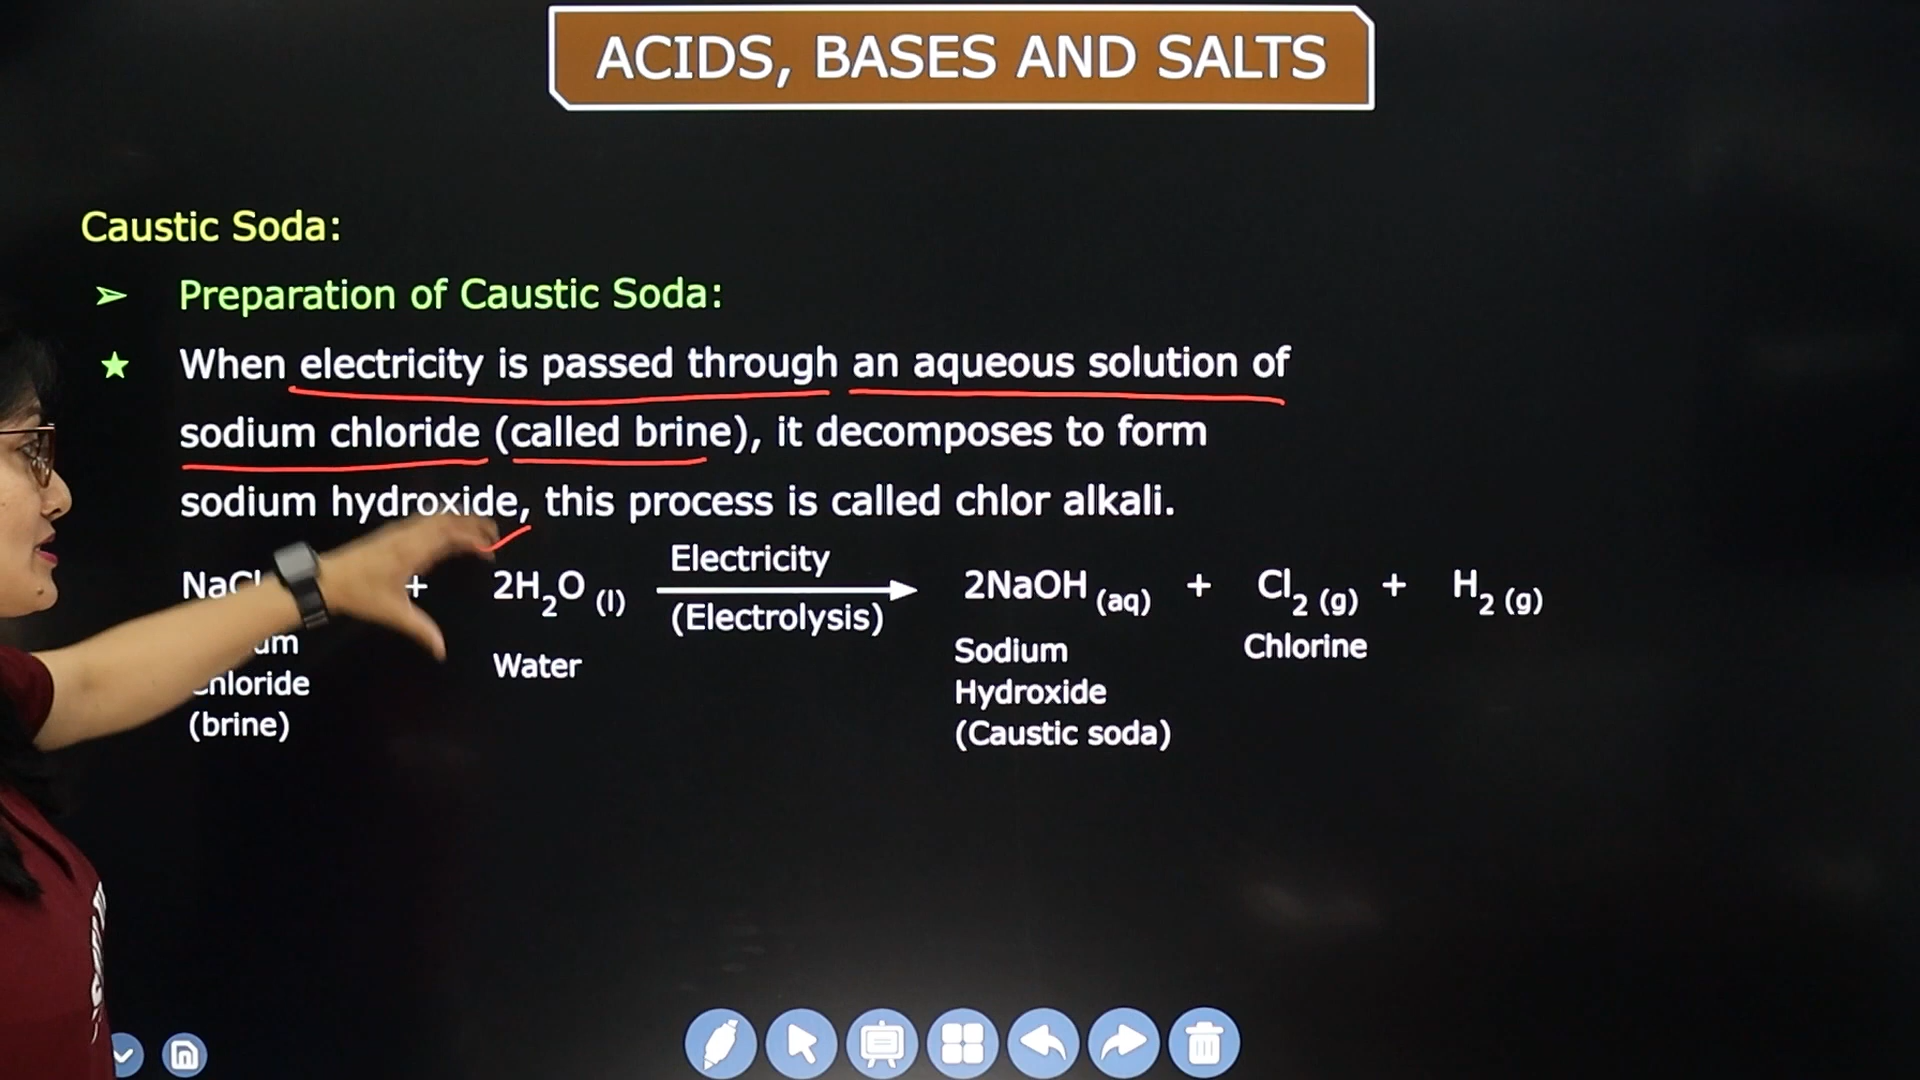 ACIDS, BASES AND SALTS
Caustic Soda:
➢ Preparation of Caustic Soda:
★ When electricity is passed through an aqueous solution of
sodium chloride (called brine), it decomposes to form
sodium hydroxide, this process is called chlor alkali.
Electricity
+ 2H₂O (l) 2NaOH (aq) + Cl₂ (g) + H₂ (g)
(Electrolysis)
Water Sodium Chlorine
Hydroxide
(brine) (Caustic soda)